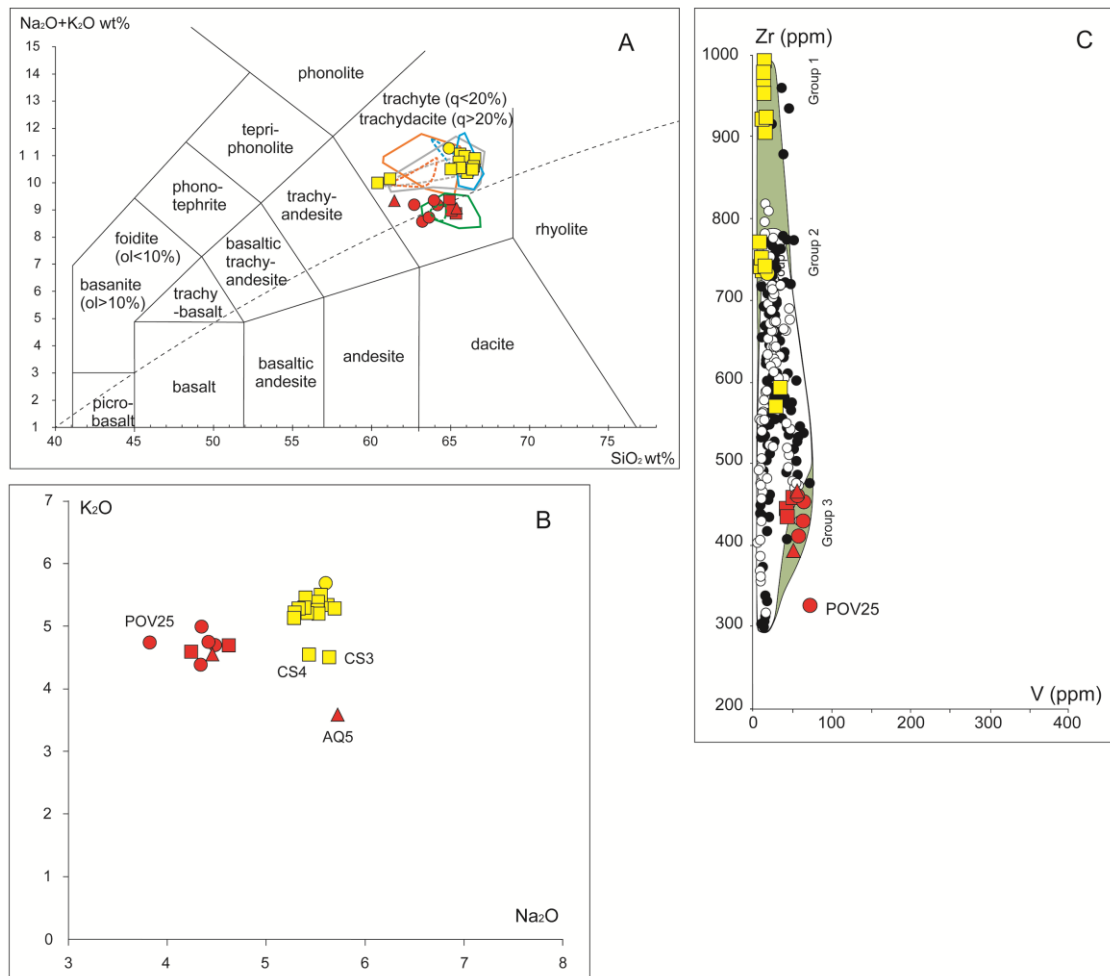 Na₂O+K₂O wt%
A
15
14
13
12
11
10
9
8
7
6
5
4
3
2
1
40
45
50
55
60
65
70
75
SiO₂ wt%
phonolite
trachyte (q<20%)
trachydacite (q>20%)
tepri-
phonolite
phono-
tephrite
trachy-
andesite
foidite
(ol<10%)
basaltic
trachy-
andesite
rhyolite
basanite
(ol>10%)
trachy
-basalt
dacite
andesite
basaltic
andesite
basalt
picro-
basalt
B
K₂O
7
6
5
4
3
2
1
0
3
4
5
6
7
8
Na₂O
POV25
CS4
CS3
AQ5
C
Zr (ppm)
1000
900
800
700
600
500
400
300
200
0
100
200
300
400
V (ppm)
Group 1
Group 2
Group 3
POV25